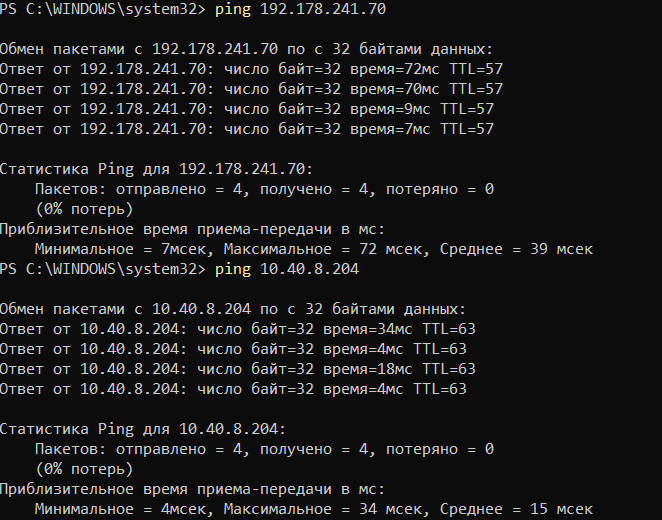 PS C:\WINDOWS\system32> ping 192.178.241.70
Обмен пакетами с 192.178.241.70 по с 32 байтами данных:
Ответ от 192.178.241.70: число байт=32 время=72мс TTL=57
Ответ от 192.178.241.70: число байт=32 время=70мс TTL=57
Ответ от 192.178.241.70: число байт=32 время=9мс TTL=57
Ответ от 192.178.241.70: число байт=32 время=7мс TTL=57
Статистика Ping для 192.178.241.70:
Пакетов: отправлено = 4, получено = 4, потеряно = 0
(0% потерь)
Приблизительное время приема-передачи в мс:
Минимальное = 7мсек, Максимальное = 72 мсек, Среднее = 39 мсек
PS C:\WINDOWS\system32> ping 10.40.8.204
Обмен пакетами с 10.40.8.204 по с 32 байтами данных:
Ответ от 10.40.8.204: число байт=32 время=34мс TTL=63
Ответ от 10.40.8.204: число байт=32 время=4мс TTL=63
Ответ от 10.40.8.204: число байт=32 время=18мс TTL=63
Ответ от 10.40.8.204: число байт=32 время=4мс TTL=63
Статистика Ping для 10.40.8.204:
Пакетов: отправлено = 4, получено = 4, потеряно = 0
(0% потерь)
Приблизительное время приема-передачи в мс:
Минимальное = 4мсек, Максимальное = 34 мсек, Среднее = 15 мсек